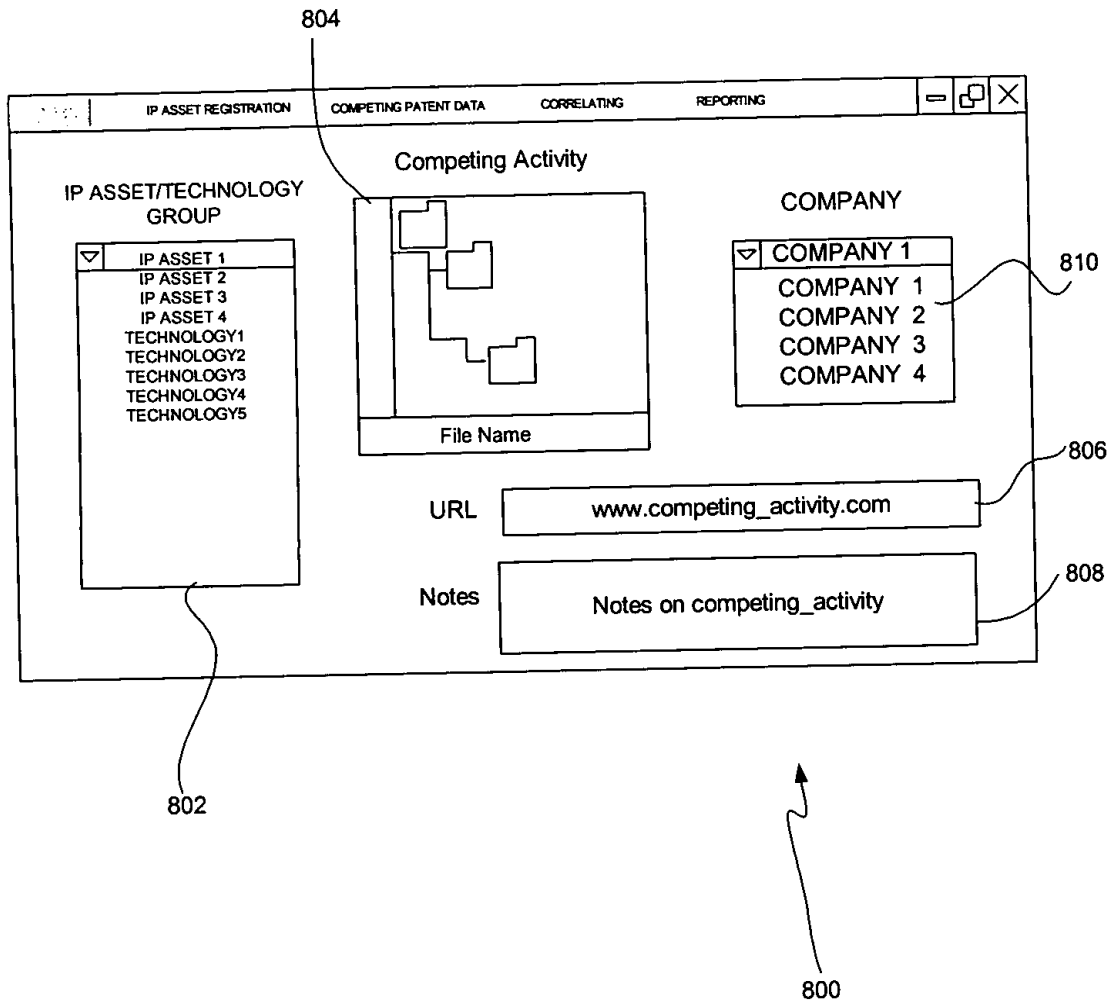 804
IP ASSET REGISTRATION
COMPETING PATENT DATA
CORRELATING
REPORTING
Competing Activity
IP ASSET/TECHNOLOGY
GROUP
IP ASSET 1
IP ASSET 2
IP ASSET 3
IP ASSET 4
TECHNOLOGY1
TECHNOLOGY2
TECHNOLOGY3
TECHNOLOGY4
TECHNOLOGY5
File Name
COMPANY
COMPANY 1
COMPANY 1
COMPANY 2
COMPANY 3
COMPANY 4
810
URL
www.competing_activity.com
806
Notes
Notes on competing_activity
808
802
800